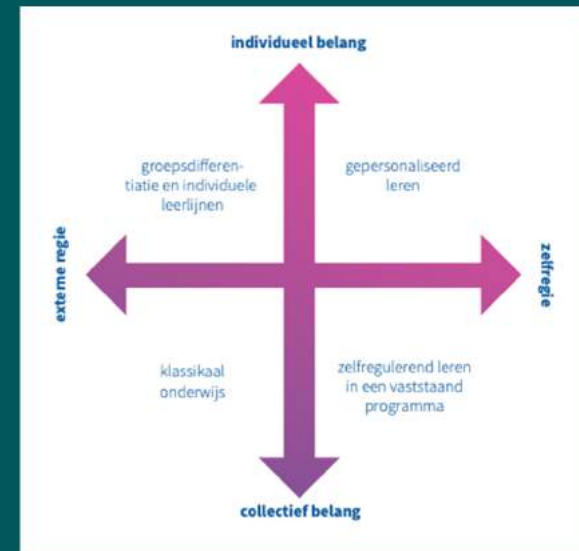 individueel belang
groepsdifferen-
tiatie en individuele
leerlijnen
gepersonaliseerd
leren
externe regie
zelfregie
klassikaal
onderwijs
zelfregulerend leren
in een vaststaand
programma
collectief belang